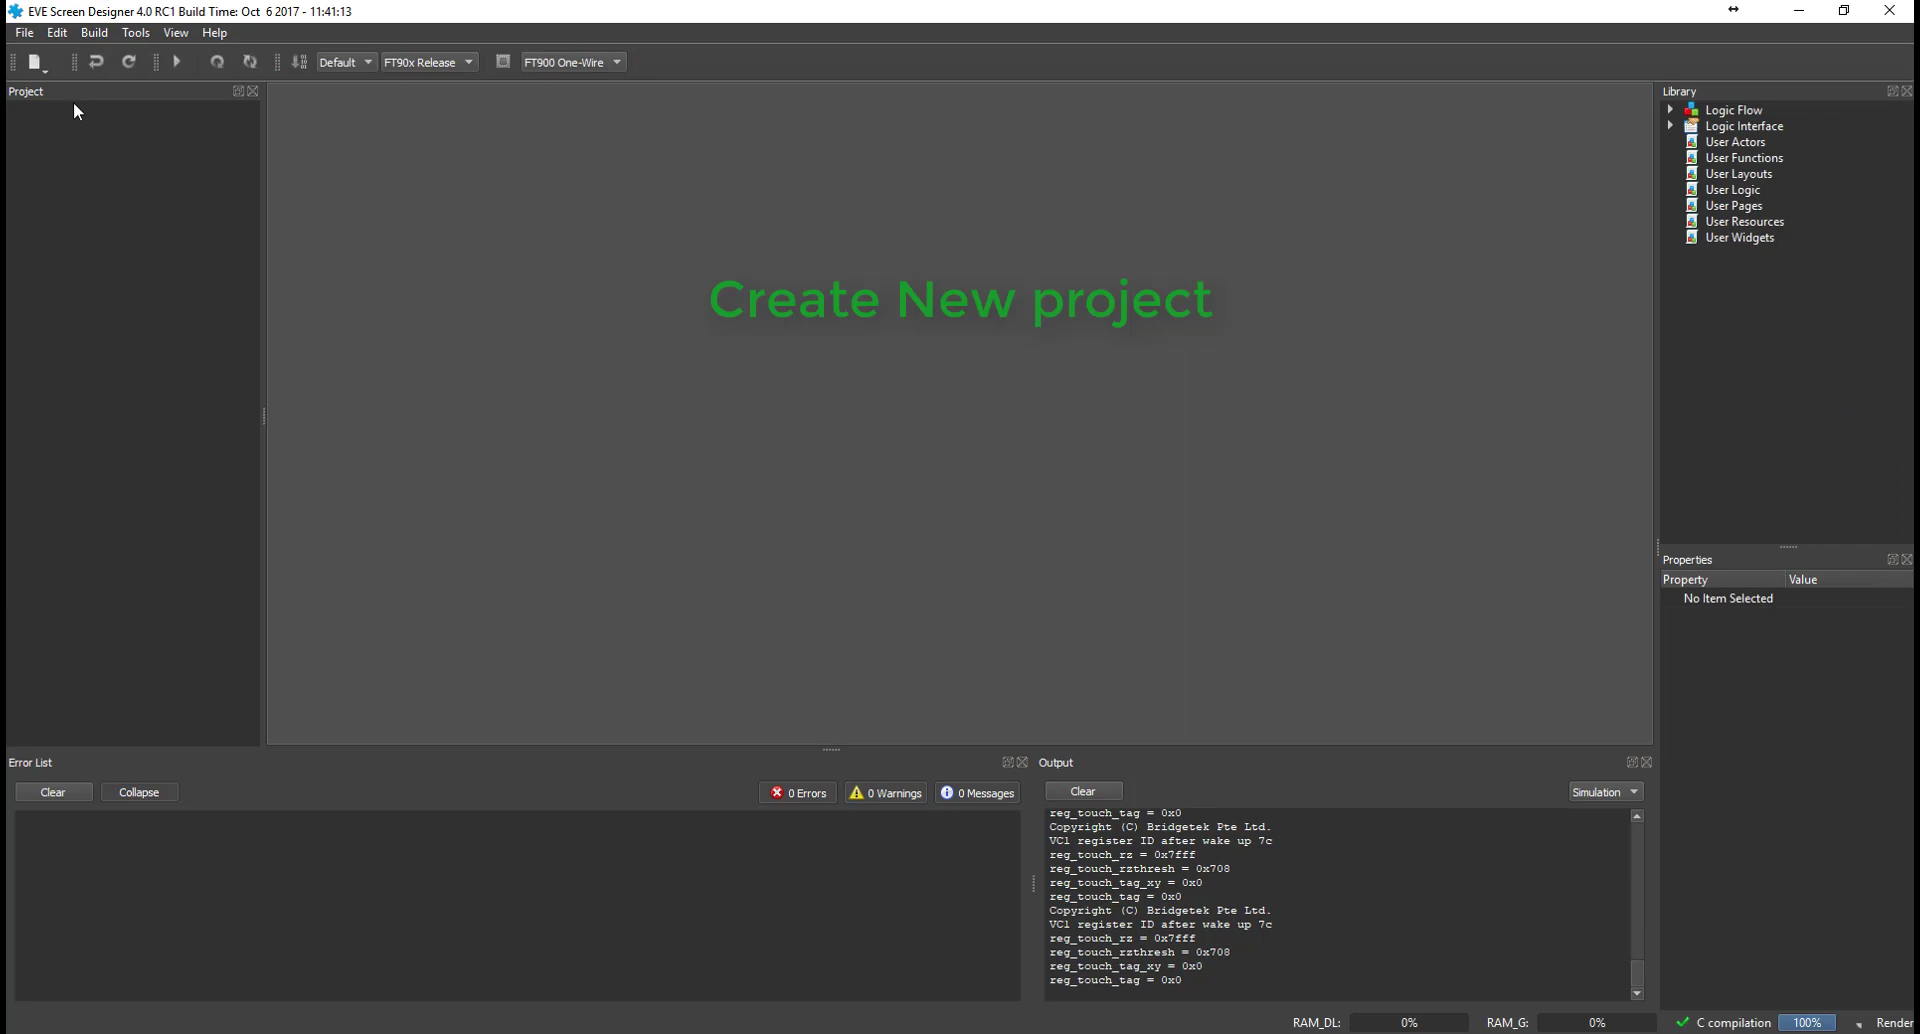 EVE Screen Designer 4.0 RC1 Build Time: Oct 6 2017 - 11:41:13
File Edit Build Tools View Help
Default FT90x Release FT900 One-Wire
Project
Library
Logic Flow
Logic Interface
User Actors
User Functions
User Layouts
User Logic
User Pages
User Resources
User Widgets
Create New project
Properties
Property Value
No Item Selected
Error List
Clear Collapse 0 Errors 0 Warnings 0 Messages
Output
Clear Simulation
reg_touch_tag = 0x0
Copyright (C) Bridgetek Pte Ltd.
VC1 register ID after wake up 7c
reg_touch_rz = 0x7fff
reg_touch_rzthresh = 0x708
reg_touch_tag_xy = 0x0
reg_touch_tag = 0x0
Copyright (C) Bridgetek Pte Ltd.
VC1 register ID after wake up 7c
reg_touch_rz = 0x7fff
reg_touch_rzthresh = 0x708
reg_touch_tag_xy = 0x0
reg_touch_tag = 0x0
RAM_DL: 0% RAM_G: 0% C compilation 100% Render